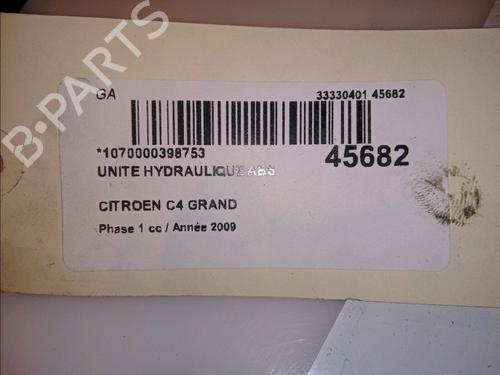 GA 33330401 45682
*1070000398753 45682
UNITE HYDRAULIQUE ABS
CITROEN C4 GRAND
Phase 1 cc / Année 2009
B-PARTS